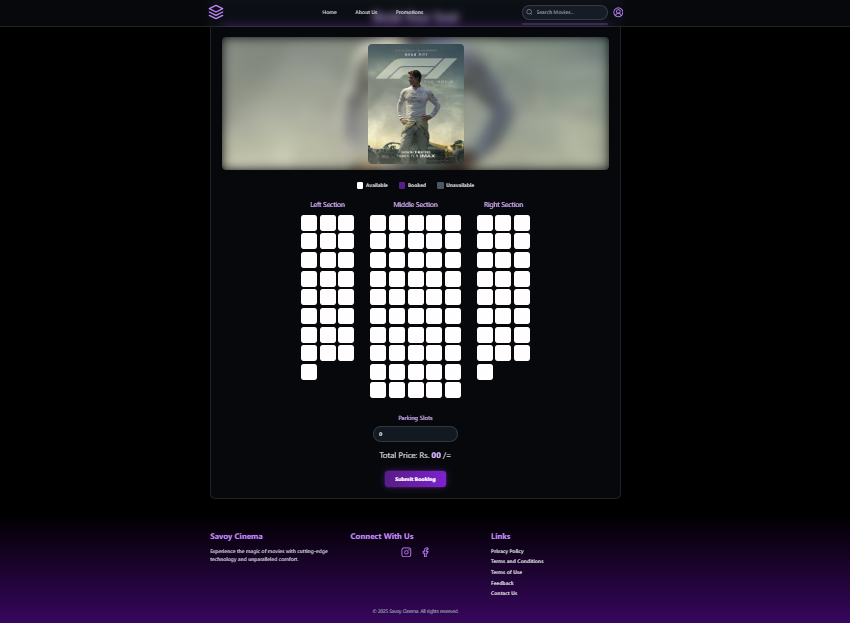 Home
About Us
Promotions
Search Movies..
BRAD PITT
F1
IMAX
Available
Booked
Unavailable
Left Section
Middle Section
Right Section
Parking Slots
0
Total Price: Rs. 00 /=
Submit Booking
Savoy Cinema
Experience the magic of movies with cutting-edge
technology and unparalleled comfort.
Connect With Us
Links
Privacy Policy
Terms and Conditions
Terms of Use
Feedback
Contact Us
© 2025 Savoy Cinema. All rights reserved.